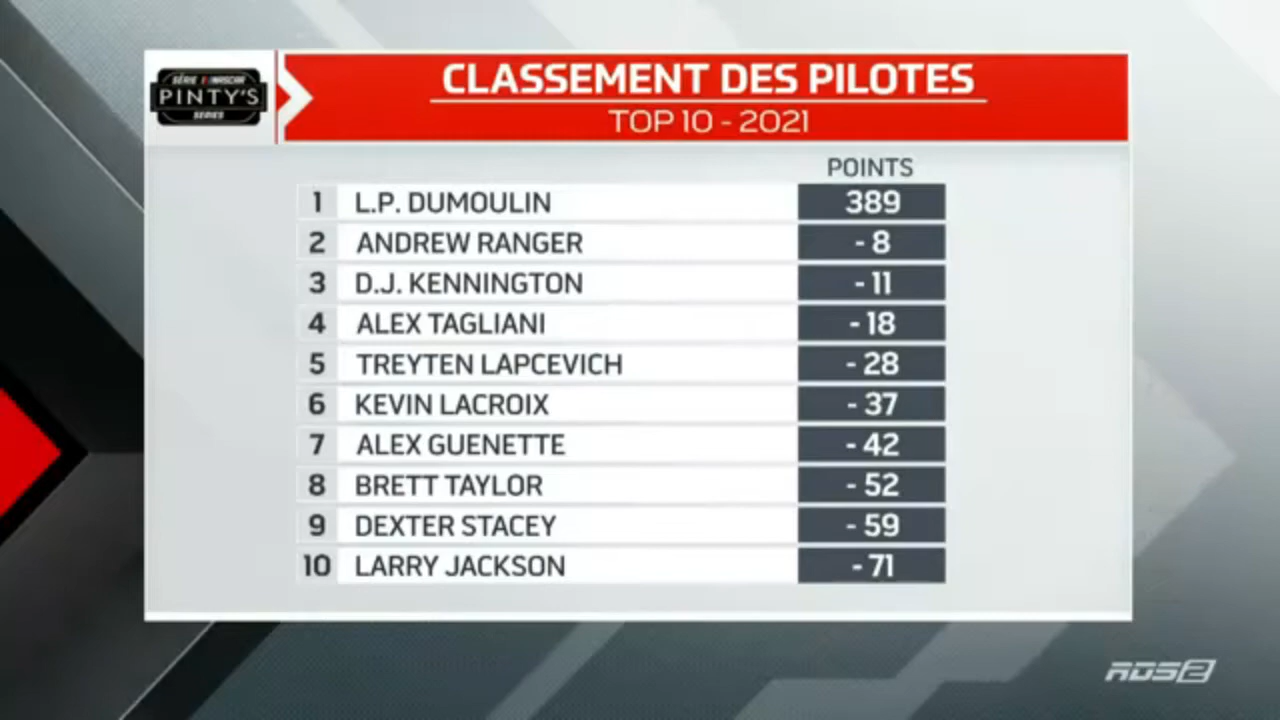 SÉRIE NASCAR
PINTY'S
SERIES
CLASSEMENT DES PILOTES
TOP 10 - 2021
POINTS
1 L.P. DUMOULIN 389
2 ANDREW RANGER - 8
3 D.J. KENNINGTON - 11
4 ALEX TAGLIANI - 18
5 TREYTEN LAPCEVICH - 28
6 KEVIN LACROIX - 37
7 ALEX GUENETTE - 42
8 BRETT TAYLOR - 52
9 DEXTER STACEY - 59
10 LARRY JACKSON - 71
RDS2